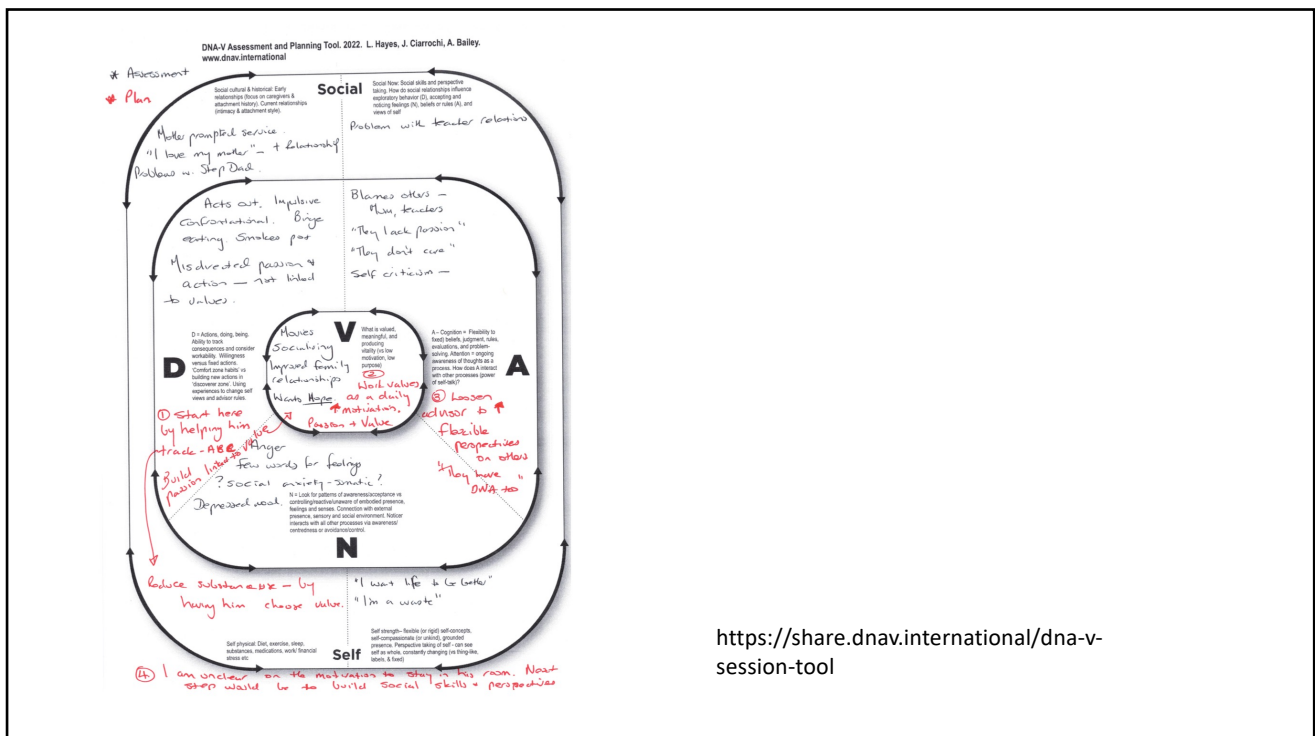 DNA-V Assessment and Planning Tool. 2022. L. Hayes, J. Ciarrochi, A. Bailey.
www.dnav.international
* Assessment
* Plan
Social cultural & historical: Early
relationships (focus on caregivers &
attachment history), Current relationships
(intimacy & attachment style).
Social
Social Now: Social skills and perspective
taking. How do social relationships influence
exploratory behavior (D), accepting and
noticing feelings (N), beliefs or rules (A), and
views of self
Mother prompted service.
"I love my mother" - + Relationship
Problems w. Step Dad.
Problem with teacher relations
Acts out. Impulsive
Confrontational. Binge
eating. Smokes pot
Misdirected passion &
action - not linked
to values.
Blames others -
Mum, teachers
"They lack passion"
"They don't care"
Self criticism -
D = Actions, doing, being.
Ability to track
consequences and consider
workability. Willingness
versus fixed actions.
'Comfort zone habits' vs
building new actions in
'discoverer zone'. Using
experiences to change self
views and advisor rules.
D
Movies
Socialising
Improved family
relationships
Wants Hope.
V
What is valued,
meaningful, and
producing
vitality (vs low
motivation, low
purpose)
②
Work values
as a daily
↑ motivation.
Passion + Value
A – Cognition = Flexibility to
fixed) beliefs, judgment, rules,
evaluations, and problem-
solving. Attention = ongoing
awareness of thoughts as a
process. How does A interact
with other processes (power
of self-talk)?
A
① Start here
by helping him
track - ABC
Build
passion linked to value
③ Loosen
advisor to ↑
flexible
perspectives
on others
"They have
DNA too"
Anger
Few words for feelings
? Social anxiety - somatic?
Depressed mood.
N = Look for patterns of awareness/acceptance vs
controlling/reactive/unaware of embodied presence,
feelings and senses. Connection with external
presence, sensory and social environment. Noticer
interacts with all other processes via awareness/
centredness or avoidance/control.
N
Reduce substance use - by
having him choose value.
"I want life to be better"
"I'm a waste"
Self physical: Diet, exercise, sleep,
substances, medications, work/ financial
stress etc
Self
Self strength– flexible (or rigid) self-concepts,
self-compassionate (or unkind), grounded
presence. Perspective taking of self - can see
self as whole, constantly changing (vs thing-like,
labels, & fixed)
④ I am unclear on the motivation to stay in his room. Next
step would be to build social skills + perspectives
https://share.dnav.international/dna-v-
session-tool